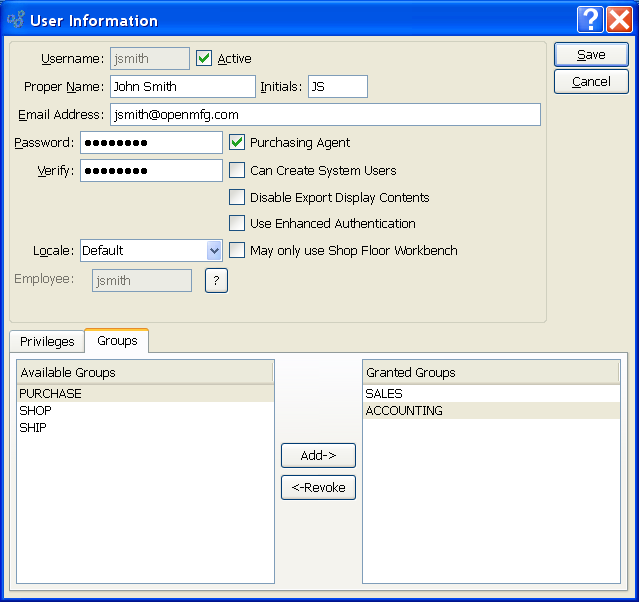 User Information
?
Username: jsmith Active
Save
Proper Name: John Smith Initials: JS
Cancel
Email Address: jsmith@openmfg.com
Password: ●●●●●●●● Purchasing Agent
Verify: ●●●●●●●● Can Create System Users
Disable Export Display Contents
Use Enhanced Authentication
Locale: Default May only use Shop Floor Workbench
Employee: jsmith ?
Privileges Groups
Available Groups
PURCHASE
SHOP
SHIP
Add->
<-Revoke
Granted Groups
SALES
ACCOUNTING